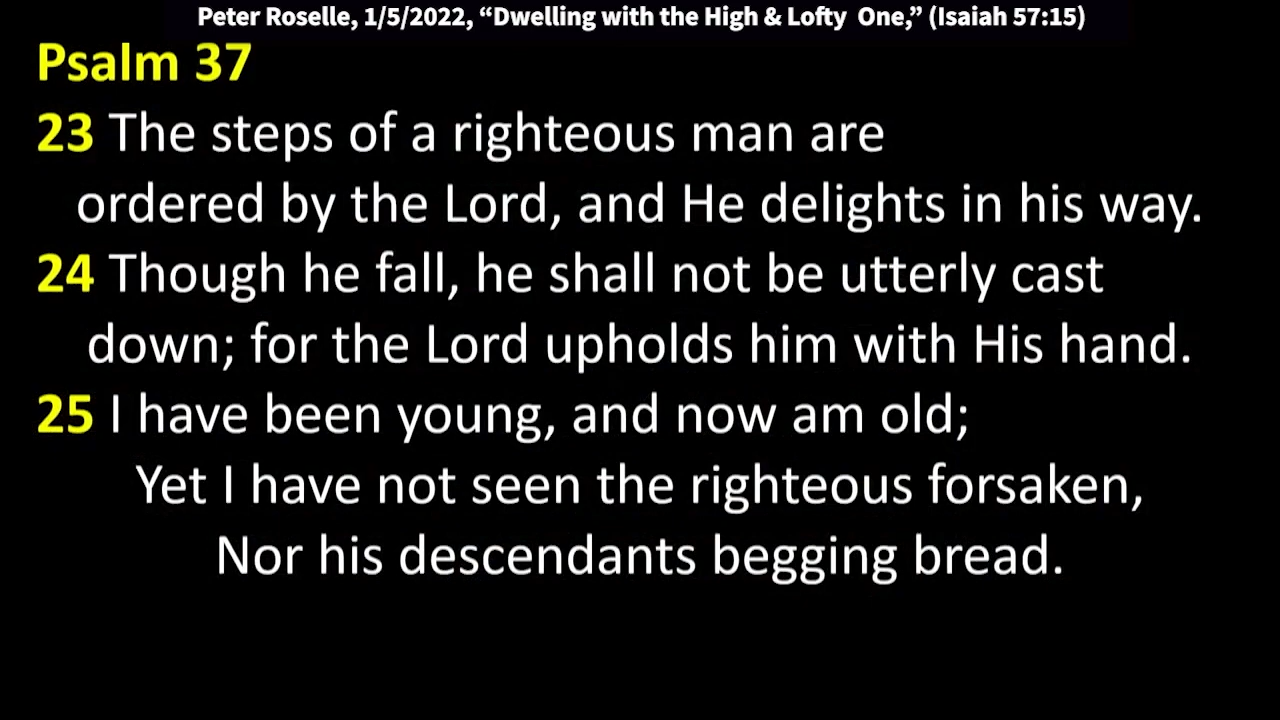 Peter Roselle, 1/5/2022, “Dwelling with the High & Lofty One,” (Isaiah 57:15)
Psalm 37
23 The steps of a righteous man are
ordered by the Lord, and He delights in his way.
24 Though he fall, he shall not be utterly cast
down; for the Lord upholds him with His hand.
25 I have been young, and now am old;
Yet I have not seen the righteous forsaken,
Nor his descendants begging bread.